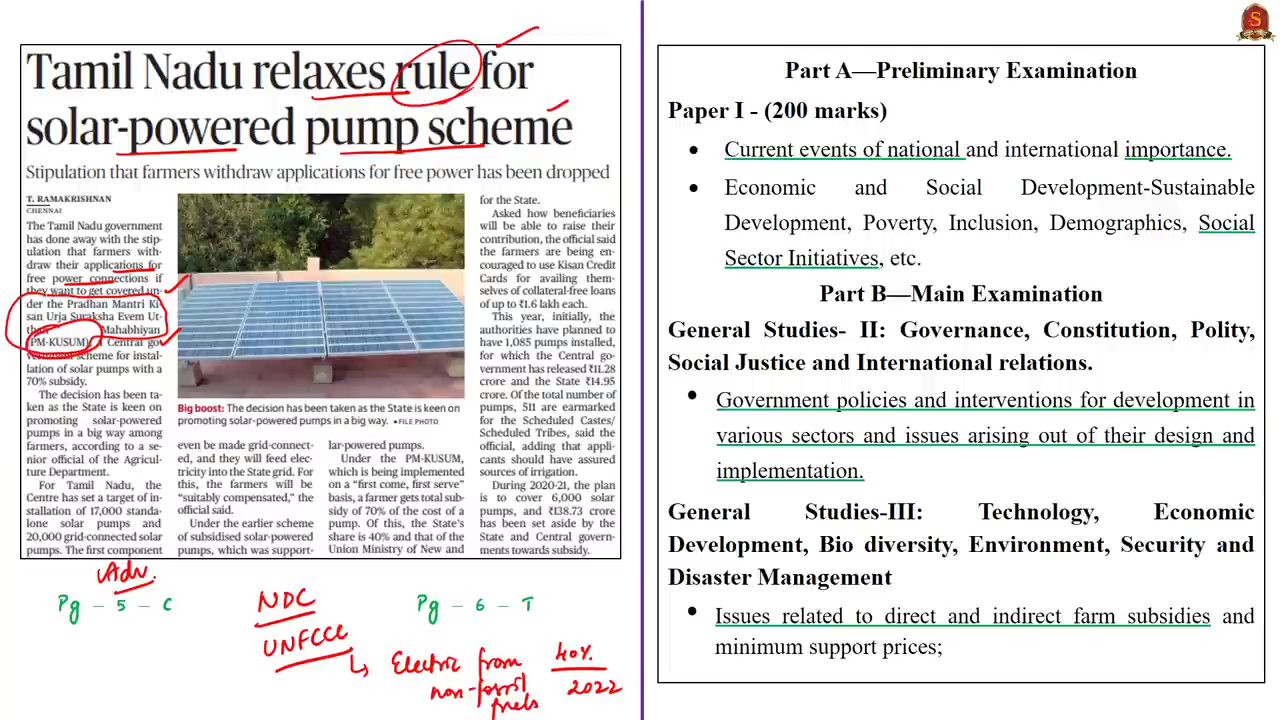 Tamil Nadu relaxes rule for
solar-powered pump scheme
Stipulation that farmers withdraw applications for free power has been dropped
T. RAMAKRISHNAN
CHENNAI
The Tamil Nadu government
has done away with the stip-
ulation that farmers with-
draw their applications for
free power connections if
they want to get covered un-
der the Pradhan Mantri Ki-
san Urja Suraksha Evem Ut-
Mahabhiyan
(PM-KUSUM), a Central go-
vernment scheme for instal-
lation of solar pumps with a
70% subsidy.
The decision has been ta-
ken as the State is keen on
promoting solar-powered
pumps in a big way among
farmers, according to a se-
nior official of the Agricul-
ture Department.
For Tamil Nadu, the
Centre has set a target of in-
stallation of 17,000 standa-
lone solar pumps and
20,000 grid-connected solar
pumps. The first component
Big boost: The decision has been taken as the State is keen on
promoting solar-powered pumps in a big way. • FILE PHOTO
even be made grid-connect-
ed, and they will feed elec-
tricity into the State grid. For
this, the farmers will be
“suitably compensated,” the
official said.
Under the earlier scheme
of subsidised solar-powered
pumps, which was support-
lar-powered pumps.
Under the PM-KUSUM,
which is being implemented
on a “first come, first serve”
basis, a farmer gets total sub-
sidy of 70% of the cost of a
pump. Of this, the State’s
share is 40% and that of the
Union Ministry of New and
for the State.
Asked how beneficiaries
will be able to raise their
contribution, the official said
the farmers are being en-
couraged to use Kisan Credit
Cards for availing them-
selves of collateral-free loans
of up to ₹1.6 lakh each.
This year, initially, the
authorities have planned to
have 1,085 pumps installed,
for which the Central go-
vernment has released ₹11.28
crore and the State ₹14.95
crore. Of the total number of
pumps, 511 are earmarked
for the Scheduled Castes/
Scheduled Tribes, said the
official, adding that appli-
cants should have assured
sources of irrigation.
During 2020-21, the plan
is to cover 6,000 solar
pumps, and ₹138.73 crore
has been set aside by the
State and Central govern-
ments towards subsidy.
Adv.
Pg - 5 - C
NDC
UNFCCC
Pg - 6 - T
Electric from 40%
non-fossil 2022
fuels
S
Part A—Preliminary Examination
Paper I - (200 marks)
• Current events of national and international importance.
• Economic and Social Development-Sustainable
Development, Poverty, Inclusion, Demographics, Social
Sector Initiatives, etc.
Part B—Main Examination
General Studies- II: Governance, Constitution, Polity,
Social Justice and International relations.
• Government policies and interventions for development in
various sectors and issues arising out of their design and
implementation.
General Studies-III: Technology, Economic
Development, Bio diversity, Environment, Security and
Disaster Management
• Issues related to direct and indirect farm subsidies and
minimum support prices;